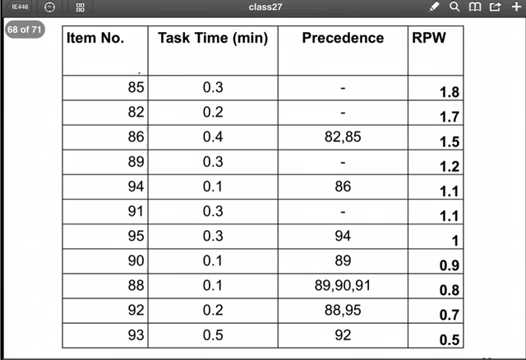 IE448
class27
68 of 71
Item No. Task Time (min) Precedence RPW
85 0.3 - 1.8
82 0.2 - 1.7
86 0.4 82,85 1.5
89 0.3 - 1.2
94 0.1 86 1.1
91 0.3 - 1.1
95 0.3 94 1
90 0.1 89 0.9
88 0.1 89,90,91 0.8
92 0.2 88,95 0.7
93 0.5 92 0.5